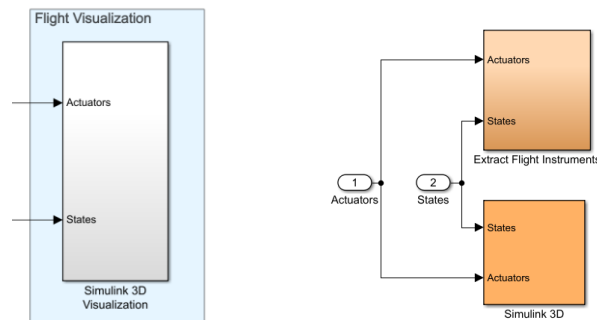 Flight Visualization
Actuators
States
Simulink 3D
Visualization
Actuators
States
Extract Flight Instruments
1
Actuators
2
States
States
Actuators
Simulink 3D